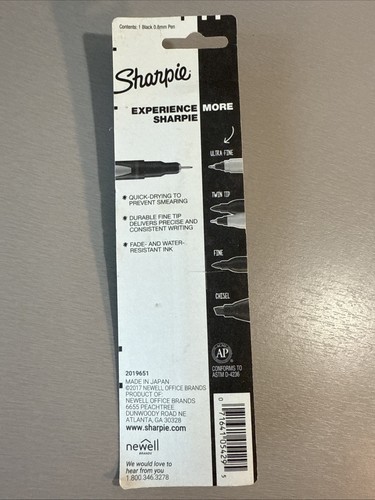 Contents: 1 Black 0.8mm Pen
Sharpie
EXPERIENCE MORE
SHARPIE
ULTRA FINE
TWIN TIP
FINE
CHISEL
QUICK-DRYING TO
PREVENT SMEARING
DURABLE FINE TIP
DELIVERS PRECISE AND
CONSISTENT WRITING
FADE- AND WATER-
RESISTANT INK
AP
CONFORMS TO
ASTM D-4236
2019651
MADE IN JAPAN
©2017 NEWELL OFFICE BRANDS
PRODUCT OF:
NEWELL OFFICE BRANDS
6655 PEACHTREE
DUNWOODY ROAD NE
ATLANTA, GA 30328
www.sharpie.com
newell
BRANDS
We would love to
hear from you!
1.800.346.3278
0 71641 05429 5